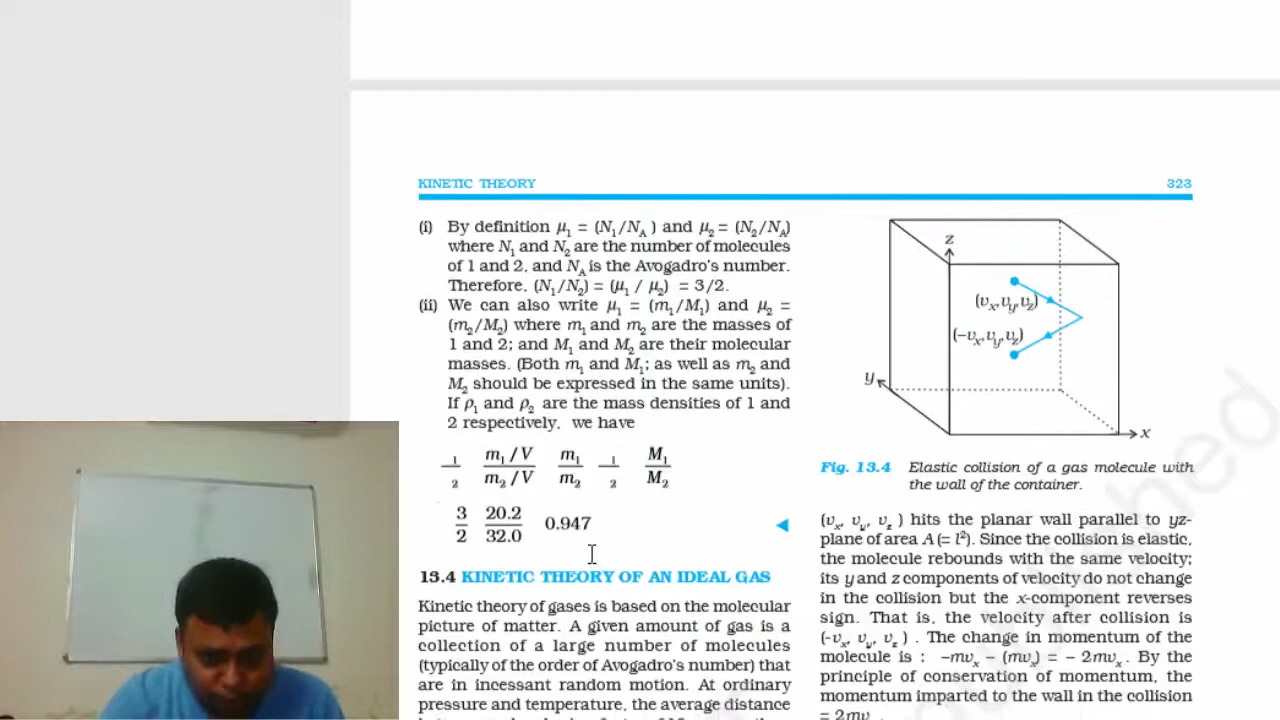 KINETIC THEORY 323
(i) By definition μ₁ = (N₁/N_A ) and μ₂ = (N₂/N_A)
where N₁ and N₂ are the number of molecules
of 1 and 2, and N_A is the Avogadro's number.
Therefore, (N₁/N₂) = (μ₁ / μ₂) = 3/2.
(ii) We can also write μ₁ = (m₁/M₁) and μ₂ =
(m₂/M₂) where m₁ and m₂ are the masses of
1 and 2; and M₁ and M₂ are their molecular
masses. (Both m₁ and M₁; as well as m₂ and
M₂ should be expressed in the same units).
If ρ₁ and ρ₂ are the mass densities of 1 and
2 respectively, we have
1/2 m₁/V / m₂/V m₁/m₂ 1/2 M₁/M₂
3/2 20.2/32.0 0.947
13.4 KINETIC THEORY OF AN IDEAL GAS
Kinetic theory of gases is based on the molecular
picture of matter. A given amount of gas is a
collection of a large number of molecules
(typically of the order of Avogadro's number) that
are in incessant random motion. At ordinary
pressure and temperature, the average distance
z
(vₓ, v_y, v_z)
(−vₓ, v_y, v_z)
y
x
Fig. 13.4 Elastic collision of a gas molecule with
the wall of the container.
(vₓ, v_y, v_z ) hits the planar wall parallel to yz-
plane of area A (= l²). Since the collision is elastic,
the molecule rebounds with the same velocity;
its y and z components of velocity do not change
in the collision but the x-component reverses
sign. That is, the velocity after collision is
(-vₓ, v_y, v_z ) . The change in momentum of the
molecule is : −mvₓ − (mvₓ) = − 2mvₓ . By the
principle of conservation of momentum, the
momentum imparted to the wall in the collision
= 2mv